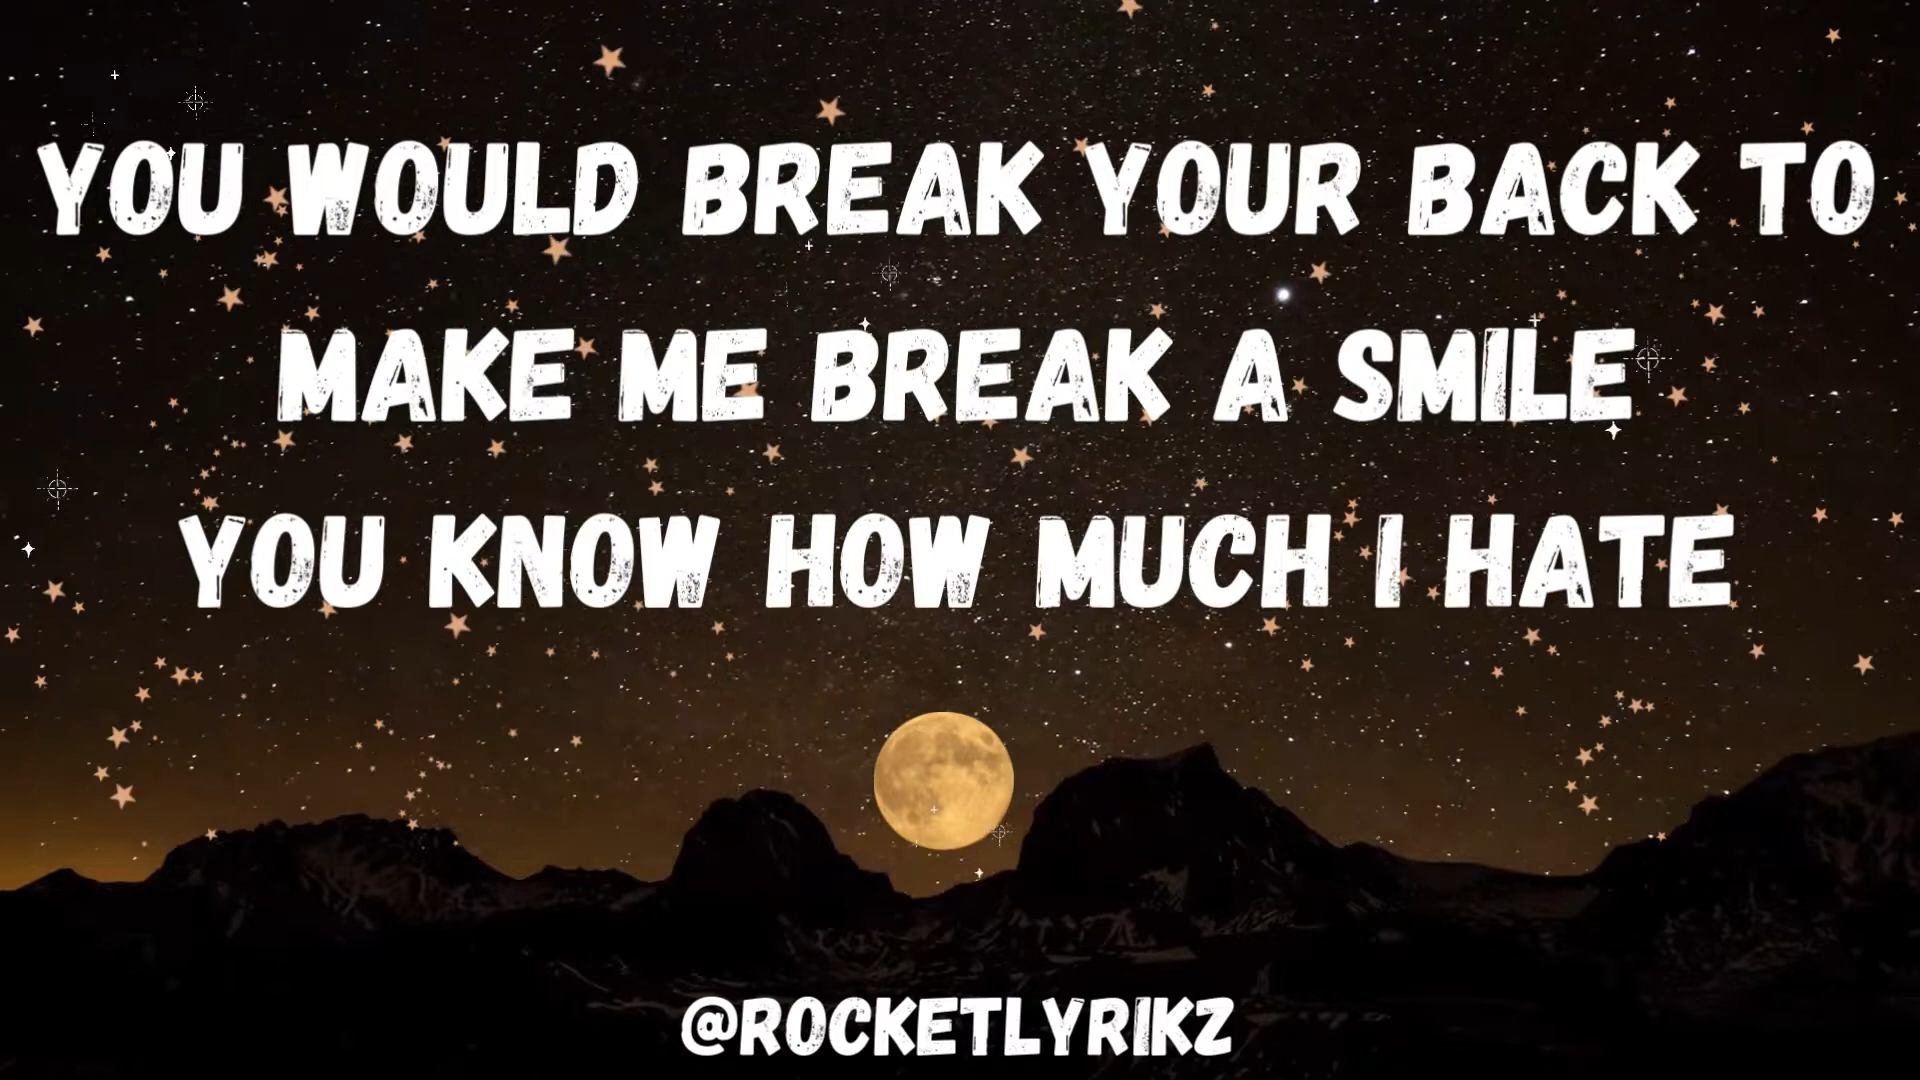 YOU WOULD BREAK YOUR BACK TO
MAKE ME BREAK A SMILE
YOU KNOW HOW MUCH I HATE
@ROCKETLYRIKZ